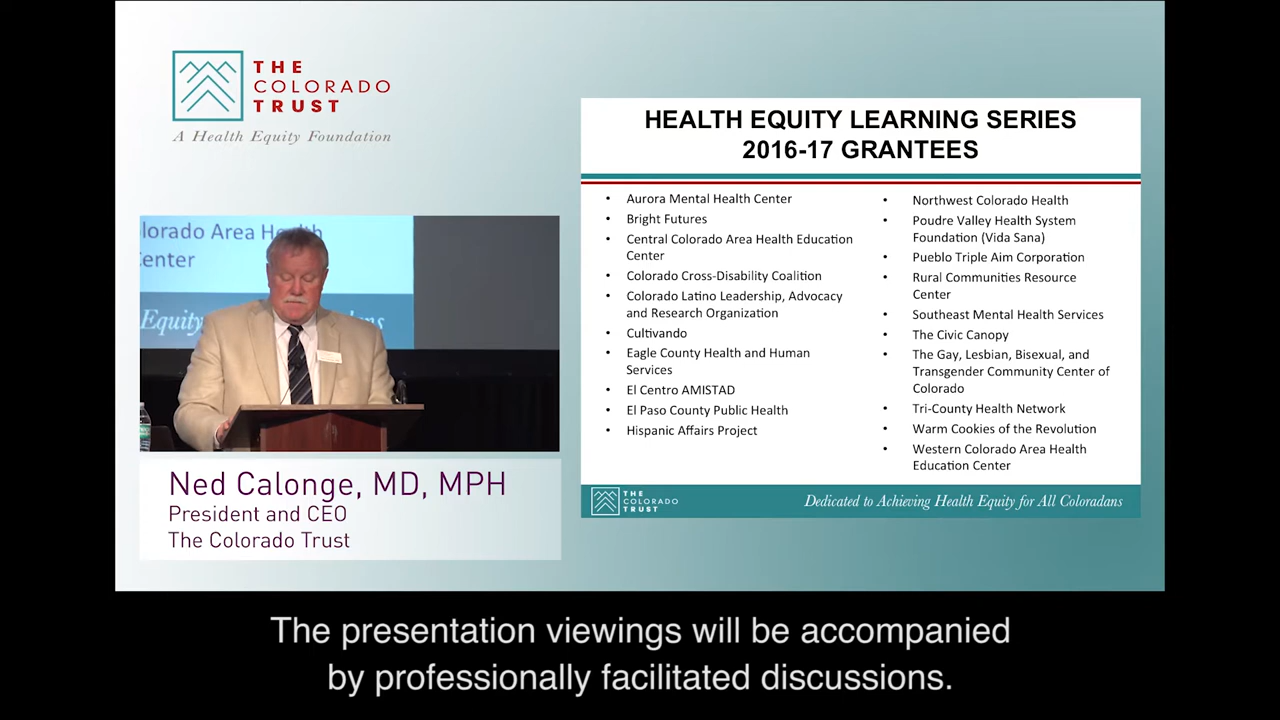 THE
COLORADO
TRUST
A Health Equity Foundation
HEALTH EQUITY LEARNING SERIES
2016-17 GRANTEES
• Aurora Mental Health Center
• Bright Futures
• Central Colorado Area Health Education
Center
• Colorado Cross-Disability Coalition
• Colorado Latino Leadership, Advocacy
and Research Organization
• Cultivando
• Eagle County Health and Human
Services
• El Centro AMISTAD
• El Paso County Public Health
• Hispanic Affairs Project
• Northwest Colorado Health
• Poudre Valley Health System
Foundation (Vida Sana)
• Pueblo Triple Aim Corporation
• Rural Communities Resource
Center
• Southeast Mental Health Services
• The Civic Canopy
• The Gay, Lesbian, Bisexual, and
Transgender Community Center of
Colorado
• Tri-County Health Network
• Warm Cookies of the Revolution
• Western Colorado Area Health
Education Center
THE
COLORADO
TRUST
Dedicated to Achieving Health Equity for All Coloradans
lorado Area Health
enter
Equity
Ned Calonge, MD, MPH
President and CEO
The Colorado Trust
The presentation viewings will be accompanied
by professionally facilitated discussions.